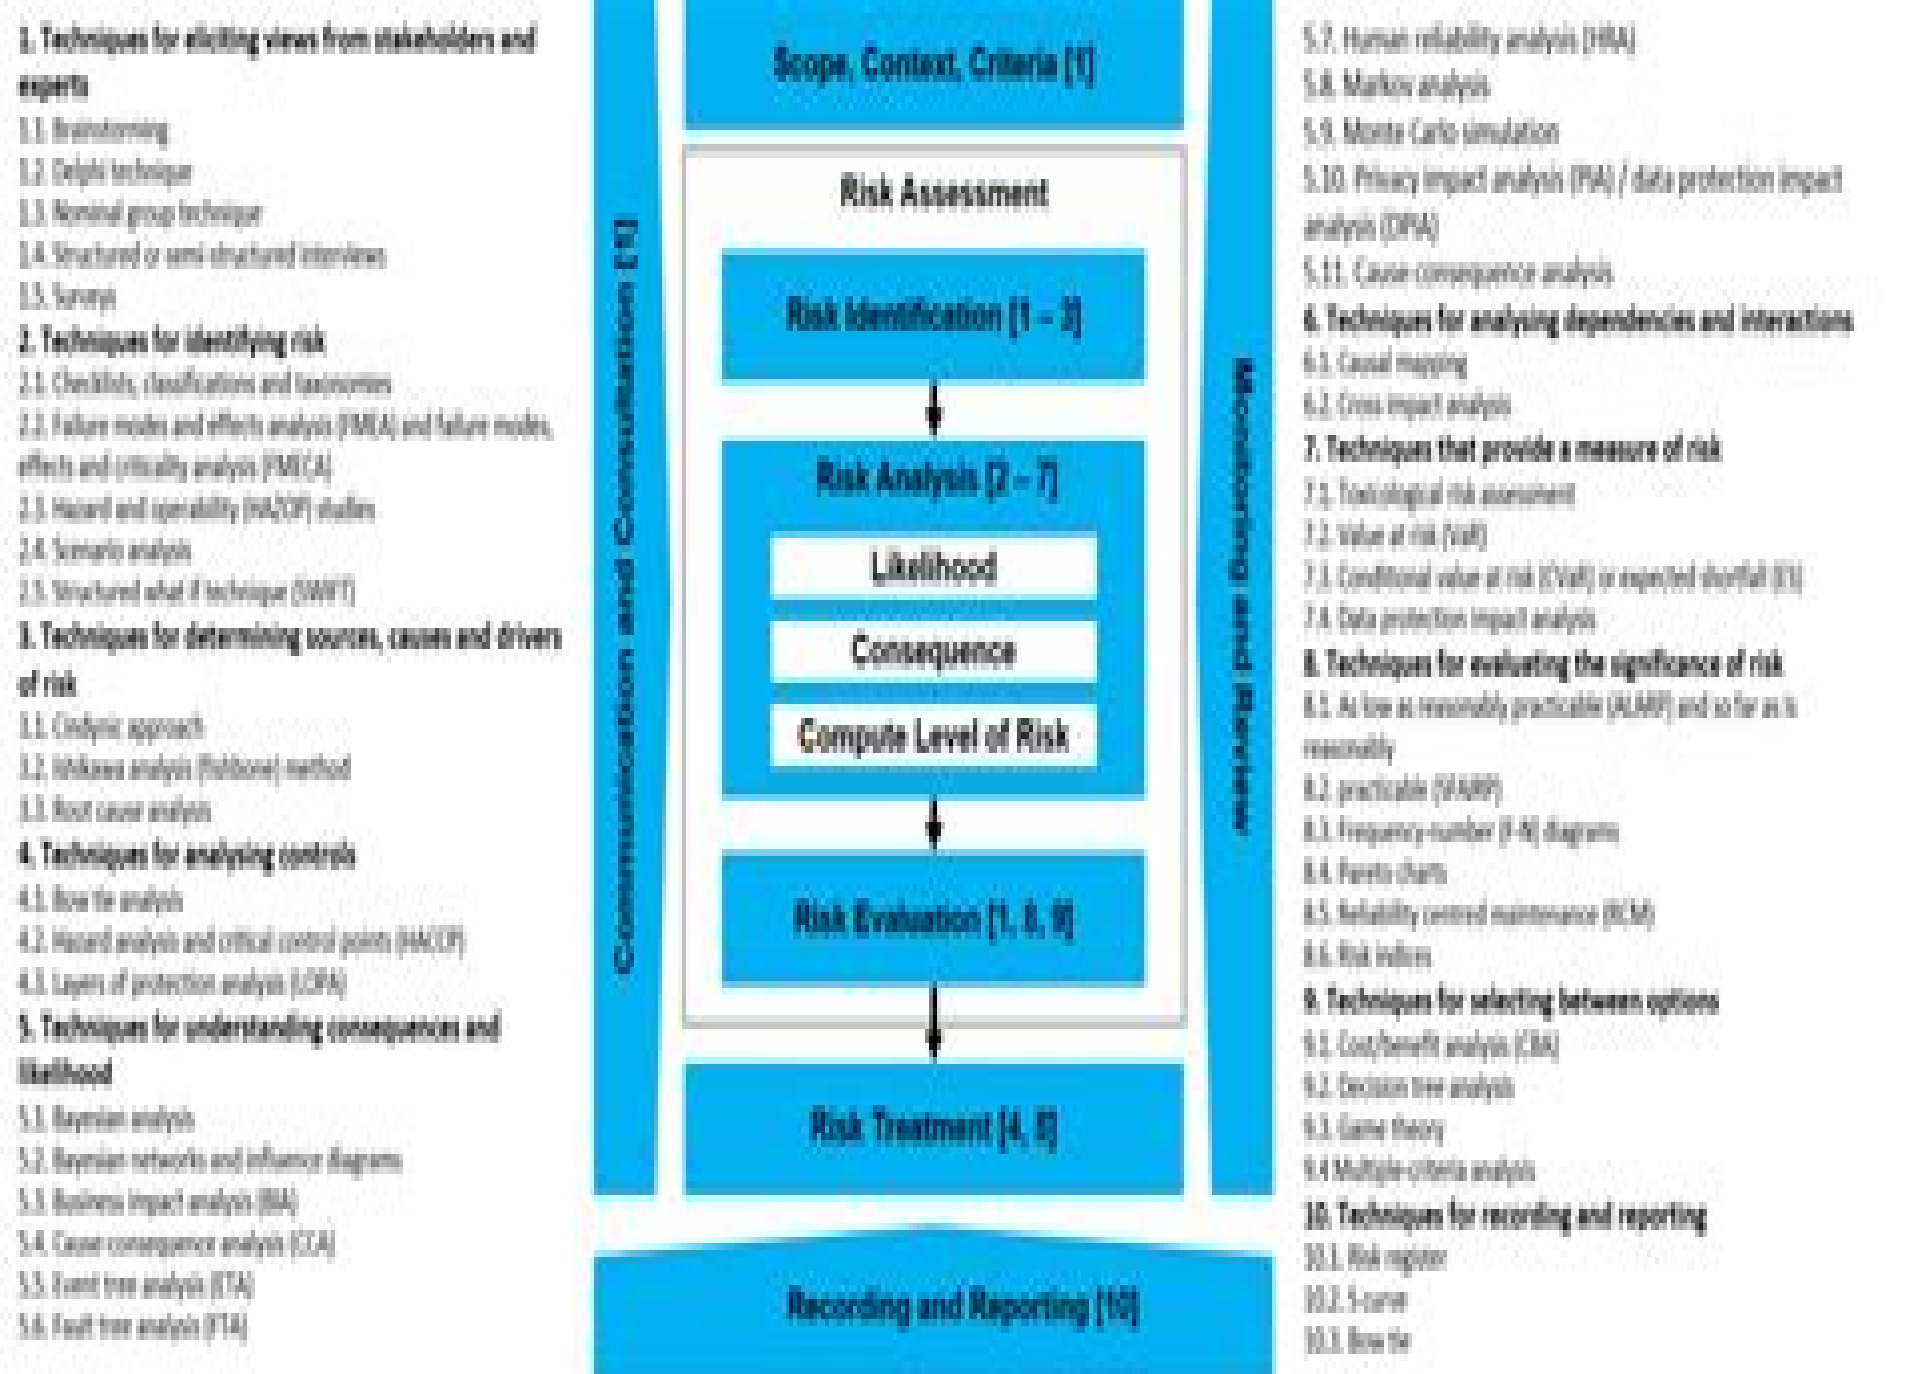 1. Techniques for eliciting views from stakeholders and
experts
1.1. Brainstorming
1.2. Delphi technique
1.3. Nominal group technique
1.4. Structured or semi-structured interviews
1.5. Surveys
2. Techniques for identifying risk
2.1. Checklists, classifications and taxonomies
2.2. Failure modes and effects analysis (FMEA) and failure modes,
effects and criticality analysis (FMECA)
2.3. Hazard and operability (HAZOP) studies
2.4. Scenario analysis
2.5. Structured what if technique (SWIFT)
3. Techniques for determining sources, causes and drivers
of risk
3.1. Cindynic approach
3.2. Ishikawa analysis (fishbone) method
3.3. Root cause analysis
4. Techniques for analysing controls
4.1. Bow tie analysis
4.2. Hazard analysis and critical control points (HACCP)
4.3. Layers of protection analysis (LOPA)
5. Techniques for understanding consequences and
likelihood
5.1. Bayesian analysis
5.2. Bayesian networks and influence diagrams
5.3. Business impact analysis (BIA)
5.4. Cause consequence analysis (CCA)
5.5. Event tree analysis (ETA)
5.6. Fault tree analysis (FTA)
Communication and Consultation [1]
Scope, Context, Criteria [1]
Risk Assessment
Risk Identification [1 – 3]
Risk Analysis [2 – 7]
Likelihood
Consequence
Compute Level of Risk
Risk Evaluation [1, 8, 9]
Risk Treatment [4, 8]
Recording and Reporting [10]
Monitoring and Review
5.7. Human reliability analysis (HRA)
5.8. Markov analysis
5.9. Monte Carlo simulation
5.10. Privacy impact analysis (PIA) / data protection impact
analysis (DPIA)
5.11. Cause consequence analysis
6. Techniques for analysing dependencies and interactions
6.1. Causal mapping
6.2. Cross impact analysis
7. Techniques that provide a measure of risk
7.1. Toxicological risk assessment
7.2. Value at risk (VaR)
7.3. Conditional value at risk (CVaR) or expected shortfall (ES)
7.4. Data protection impact analysis
8. Techniques for evaluating the significance of risk
8.1. As low as reasonably practicable (ALARP) and so far as is
reasonably
8.2. practicable (SFAIRP)
8.3. Frequency-number (F-N) diagrams
8.4. Pareto charts
8.5. Reliability centred maintenance (RCM)
8.6. Risk indices
9. Techniques for selecting between options
9.1. Cost/benefit analysis (CBA)
9.2. Decision tree analysis
9.3. Game theory
9.4 Multiple-criteria analysis
10. Techniques for recording and reporting
10.1. Risk register
10.2. S-curve
10.3. Bow tie